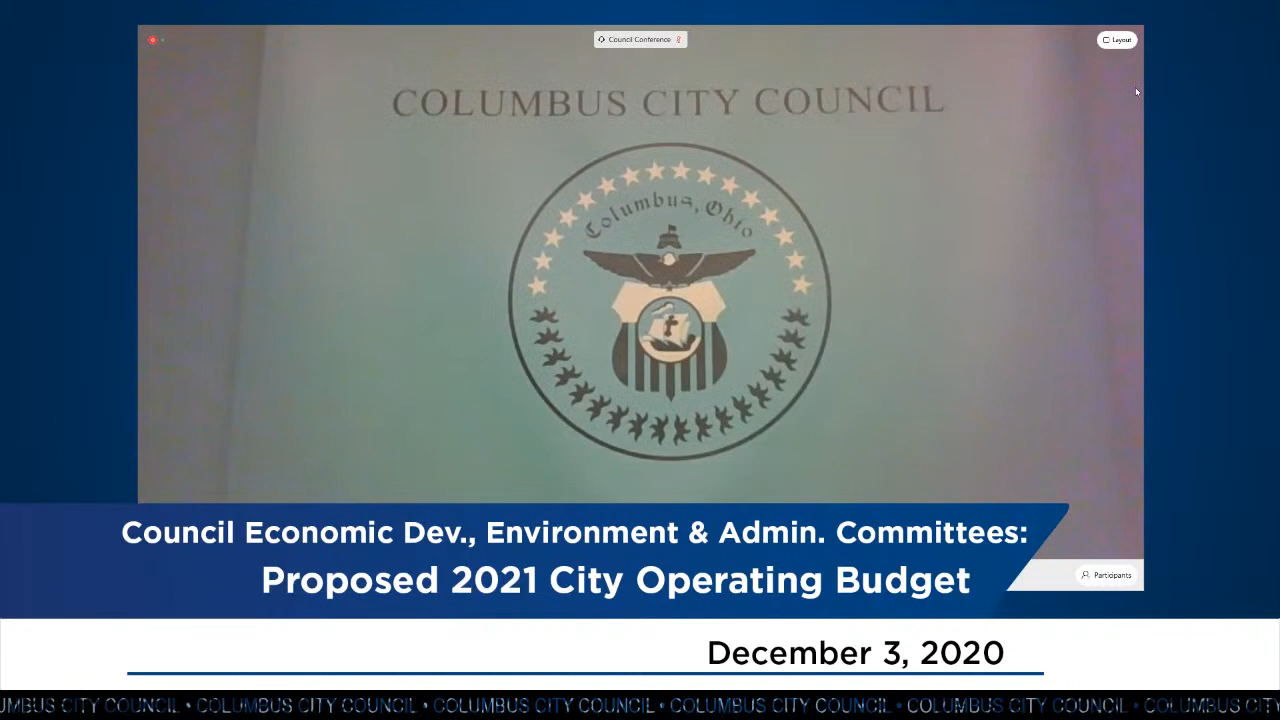 Council Conference
Layout
COLUMBUS CITY COUNCIL
Columbus, Ohio
Council Economic Dev., Environment & Admin. Committees:
Proposed 2021 City Operating Budget
Participants
December 3, 2020
UMBUS CITY COUNCIL • COLUMBUS CITY COUNCIL • COLUMBUS CITY COUNCIL • COLUMBUS CITY COUNCIL • COLUMBUS CITY COUNCIL • COLUMBUS CITY